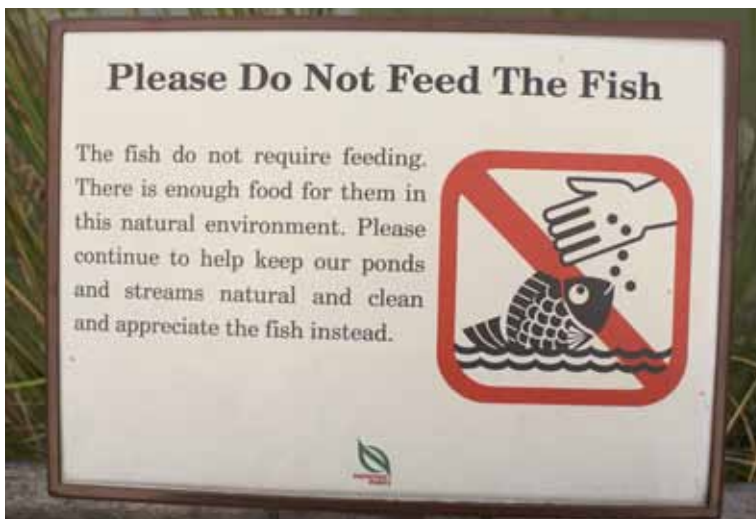 Please Do Not Feed The Fish
The fish do not require feeding.
There is enough food for them in
this natural environment. Please
continue to help keep our ponds
and streams natural and clean
and appreciate the fish instead.